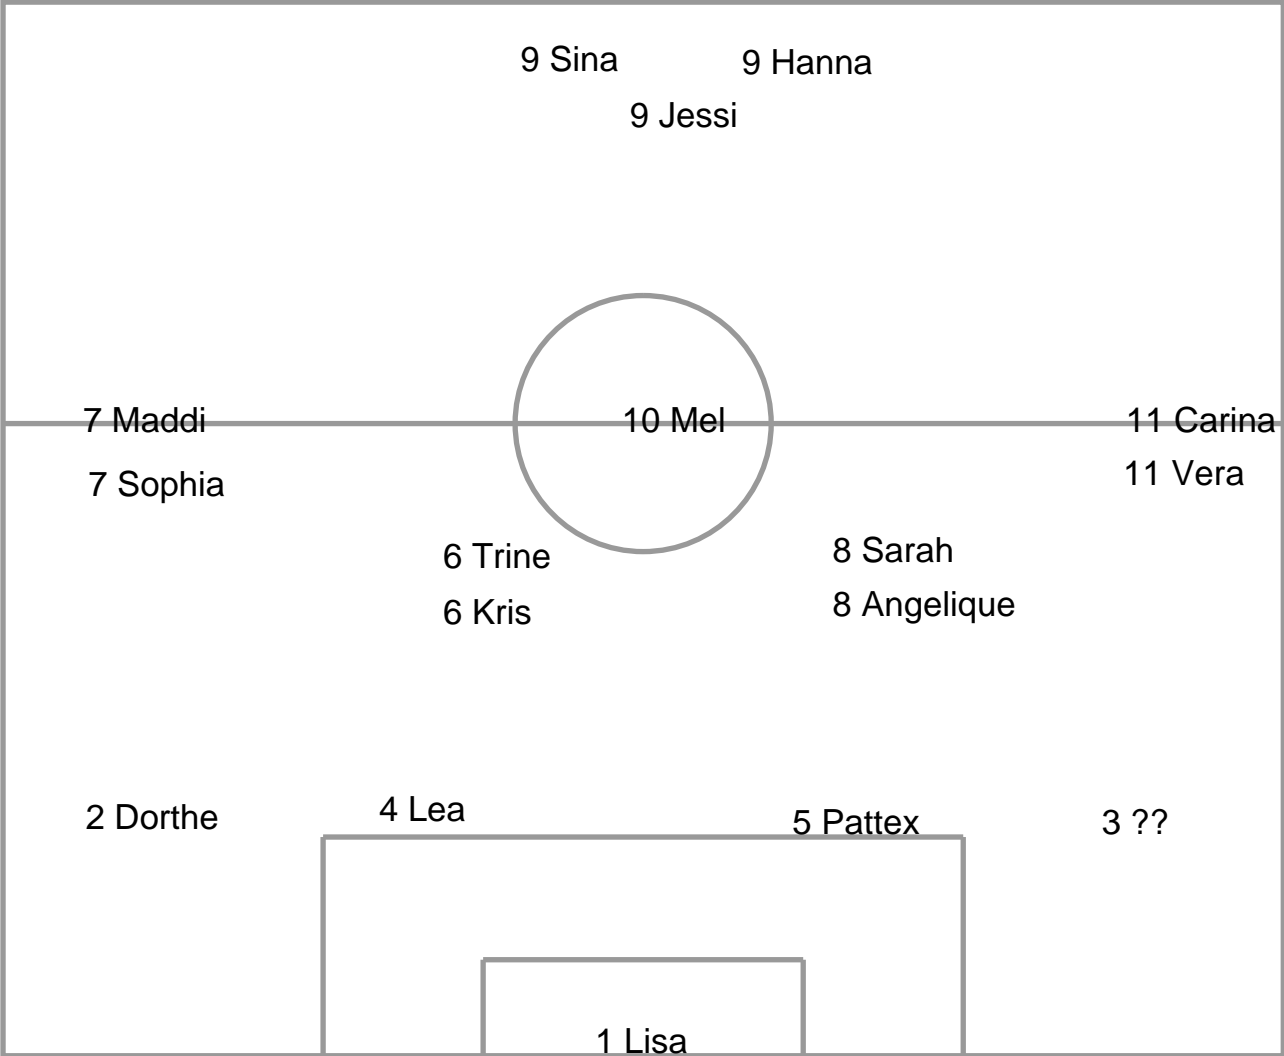 9 Sina
9 Hanna
9 Jessi
7 Maddi
10 Mel
11 Carina
7 Sophia
11 Vera
6 Trine
8 Sarah
6 Kris
8 Angelique
2 Dorthe
4 Lea
5 Pattex
3 ??
1 Lisa